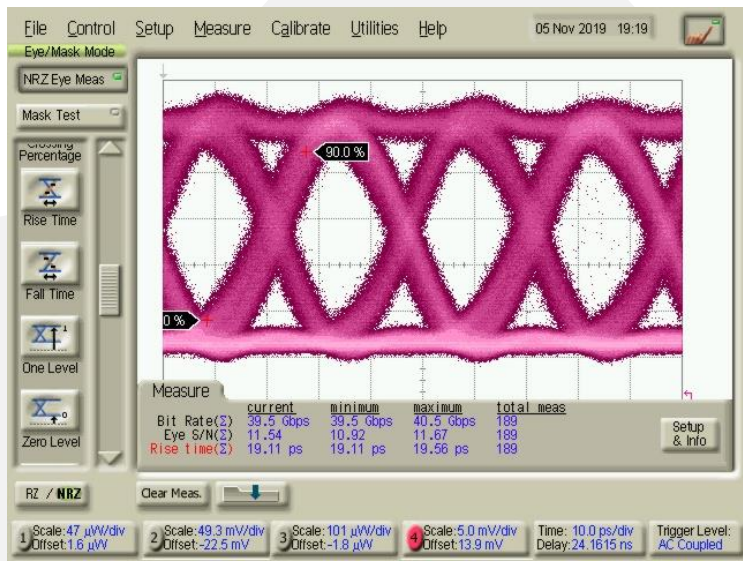 File Control Setup Measure Calibrate Utilities Help 05 Nov 2019 19:19
Eye/Mask Mode
NRZ Eye Meas
Mask Test
Crossing
Percentage
Rise Time
Fall Time
One Level
Zero Level
90.0 %
0 %
Measure
current minimum maximum total meas
Bit Rate(Σ) 39.5 Gbps 39.5 Gbps 40.5 Gbps 189
Eye S/N(Σ) 11.54 10.92 11.67 189
Rise time(Σ) 19.11 ps 19.11 ps 19.56 ps 189
Setup
& Info
RZ / NRZ
Clear Meas.
1 Scale:47 µW/div
Offset:1.6 µW
2 Scale:49.3 mV/div
Offset:-22.5 mV
3 Scale:101 µW/div
Offset:-1.8 µW
4 Scale:5.0 mV/div
Offset:13.9 mV
Time: 10.0 ps/div
Delay:24.1615 ns
Trigger Level:
AC Coupled